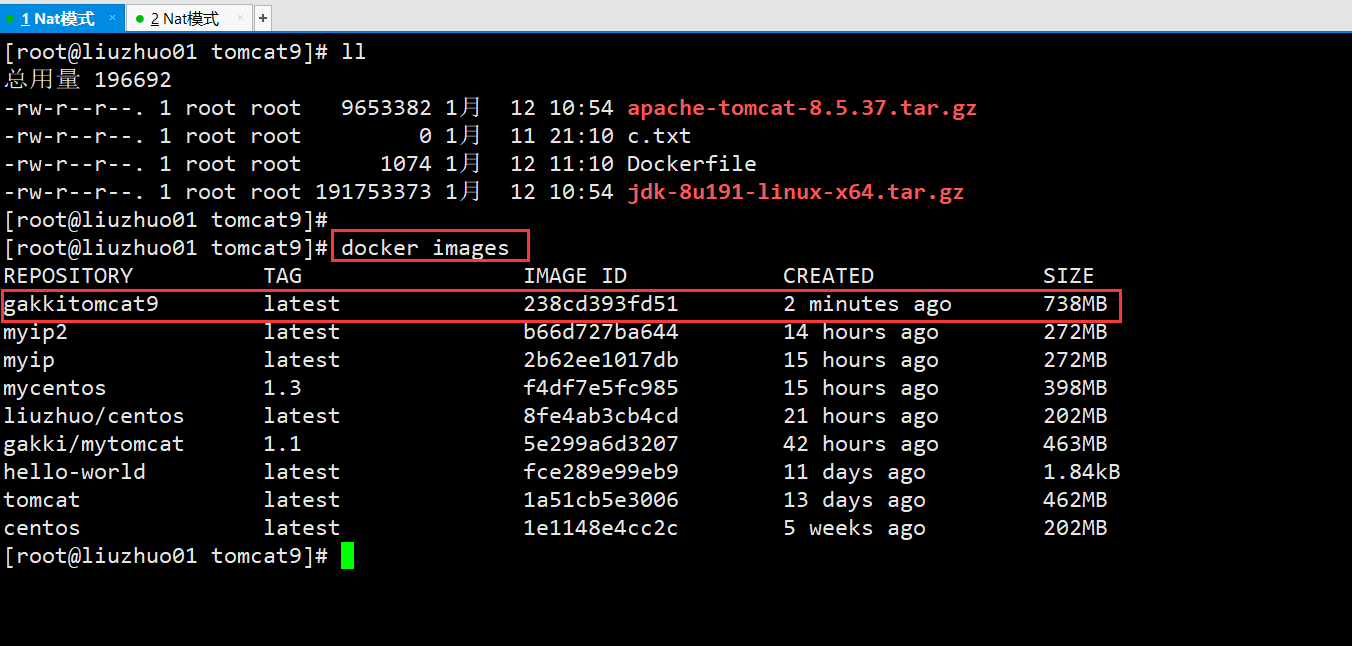 1 Nat模式 × 2 Nat模式 × +
[root@liuzhuo01 tomcat9]# ll
总用量 196692
-rw-r--r--. 1 root root   9653382 1月  12 10:54 apache-tomcat-8.5.37.tar.gz
-rw-r--r--. 1 root root         0 1月  11 21:10 c.txt
-rw-r--r--. 1 root root      1074 1月  12 11:10 Dockerfile
-rw-r--r--. 1 root root 191753373 1月  12 10:54 jdk-8u191-linux-x64.tar.gz
[root@liuzhuo01 tomcat9]#
[root@liuzhuo01 tomcat9]# docker images
REPOSITORY          TAG                 IMAGE ID            CREATED             SIZE
gakkitomcat9        latest              238cd393fd51        2 minutes ago       738MB
myip2               latest              b66d727ba644        14 hours ago        272MB
myip                latest              2b62ee1017db        15 hours ago        272MB
mycentos            1.3                 f4df7e5fc985        15 hours ago        398MB
liuzhuo/centos      latest              8fe4ab3cb4cd        21 hours ago        202MB
gakki/mytomcat      1.1                 5e299a6d3207        42 hours ago        463MB
hello-world         latest              fce289e99eb9        11 days ago         1.84kB
tomcat              latest              1a51cb5e3006        13 days ago         462MB
centos              latest              1e1148e4cc2c        5 weeks ago         202MB
[root@liuzhuo01 tomcat9]#